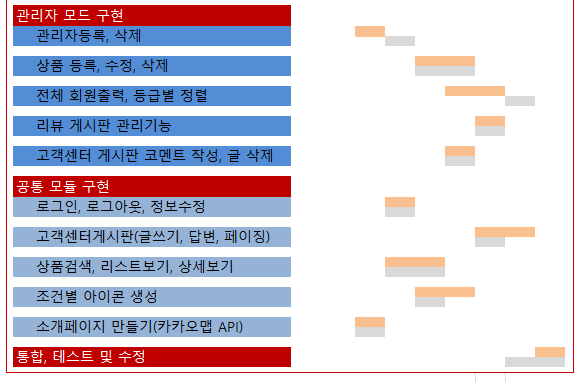 관리자 모드 구현
관리자등록, 삭제
상품 등록, 수정, 삭제
전체 회원출력, 등급별 정렬
리뷰 게시판 관리기능
고객센터 게시판 코멘트 작성, 글 삭제
공통 모듈 구현
로그인, 로그아웃, 정보수정
고객센터게시판(글쓰기, 답변, 페이징)
상품검색, 리스트보기, 상세보기
조건별 아이콘 생성
소개페이지 만들기(카카오맵 API)
통합, 테스트 및 수정